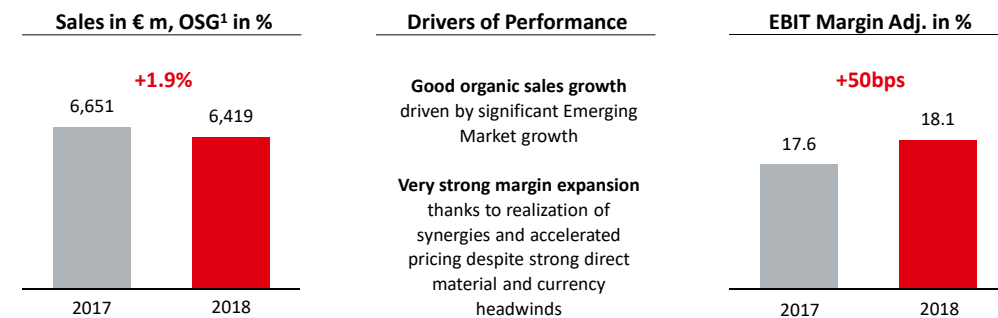 Sales in € m, OSG¹ in %
+1.9%
6,651
6,419
2017
2018
Drivers of Performance
Good organic sales growth
driven by significant Emerging
Market growth
Very strong margin expansion
thanks to realization of
synergies and accelerated
pricing despite strong direct
material and currency
headwinds
EBIT Margin Adj. in %
+50bps
17.6
18.1
2017
2018